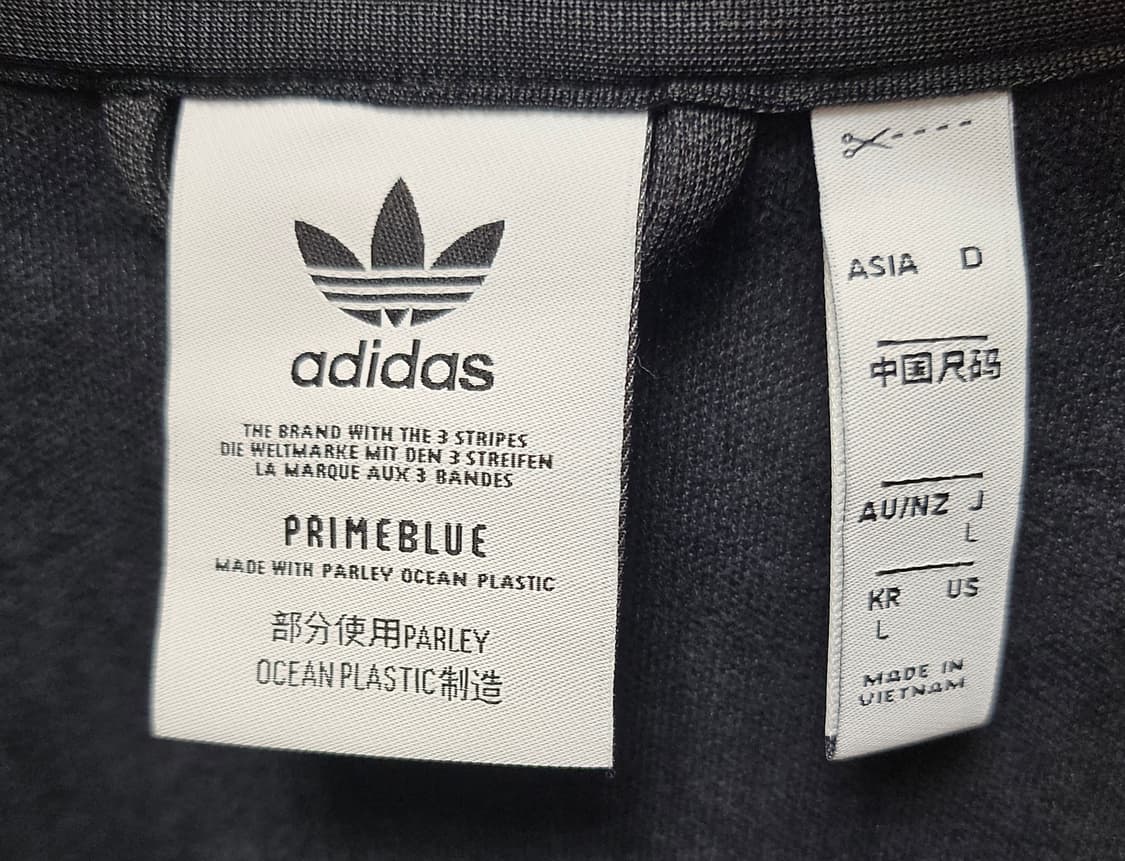 adidas
THE BRAND WITH THE 3 STRIPES
DIE WELTMARKE MIT DEN 3 STREIFEN
LA MARQUE AUX 3 BANDES
PRIMEBLUE
MADE WITH PARLEY OCEAN PLASTIC
部分使用PARLEY
OCEAN PLASTIC制造
ASIA D
中国尺码
AU/NZ J
L
KR US
L
MADE IN
VIETNAM